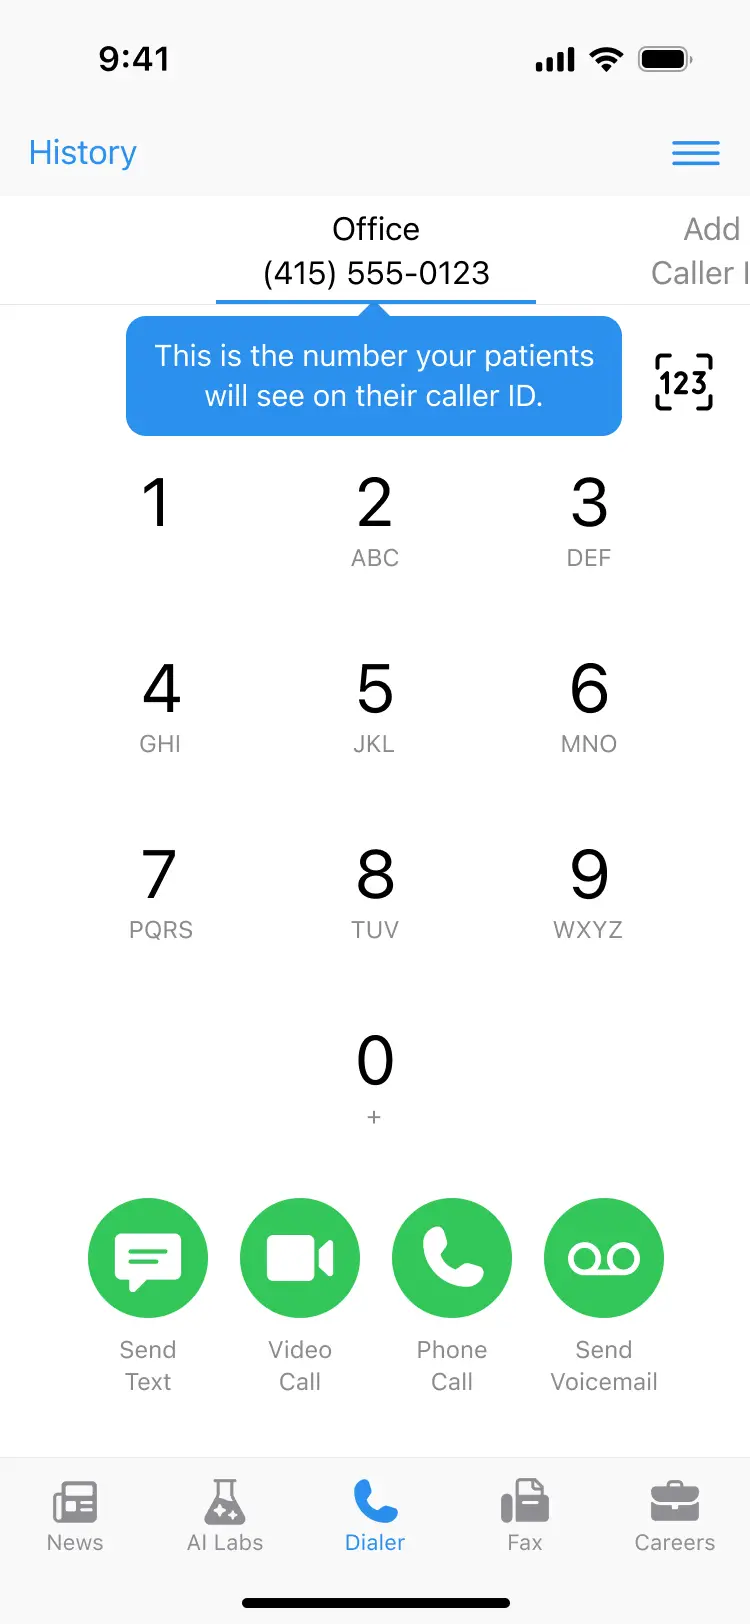 9:41
History
Office
(415) 555-0123
Add
Caller I
This is the number your patients
will see on their caller ID.
123
1
2
ABC
3
DEF
4
GHI
5
JKL
6
MNO
7
PQRS
8
TUV
9
WXYZ
0
+
Send
Text
Video
Call
Phone
Call
Send
Voicemail
News
AI Labs
Dialer
Fax
Careers